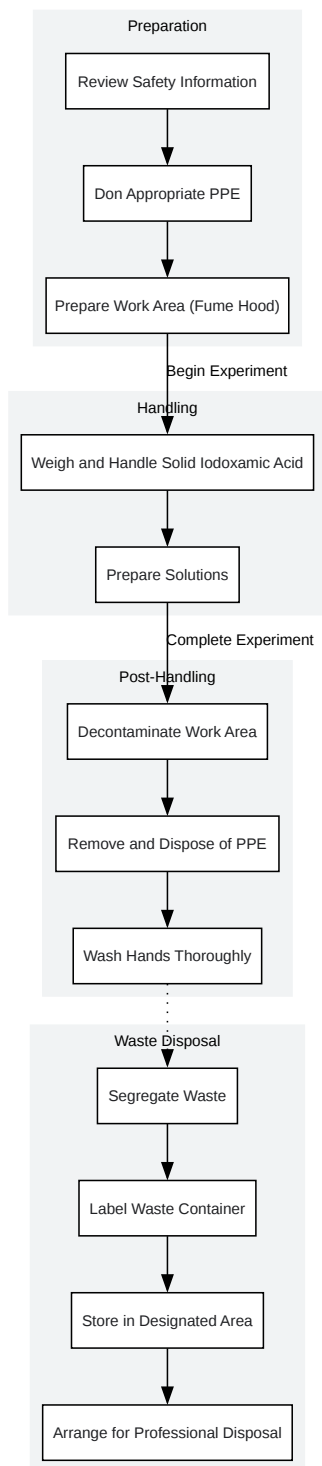 Preparation
Review Safety Information
Don Appropriate PPE
Prepare Work Area (Fume Hood)
Begin Experiment
Handling
Weigh and Handle Solid Iodoxamic Acid
Prepare Solutions
Complete Experiment
Post-Handling
Decontaminate Work Area
Remove and Dispose of PPE
Wash Hands Thoroughly
Waste Disposal
Segregate Waste
Label Waste Container
Store in Designated Area
Arrange for Professional Disposal